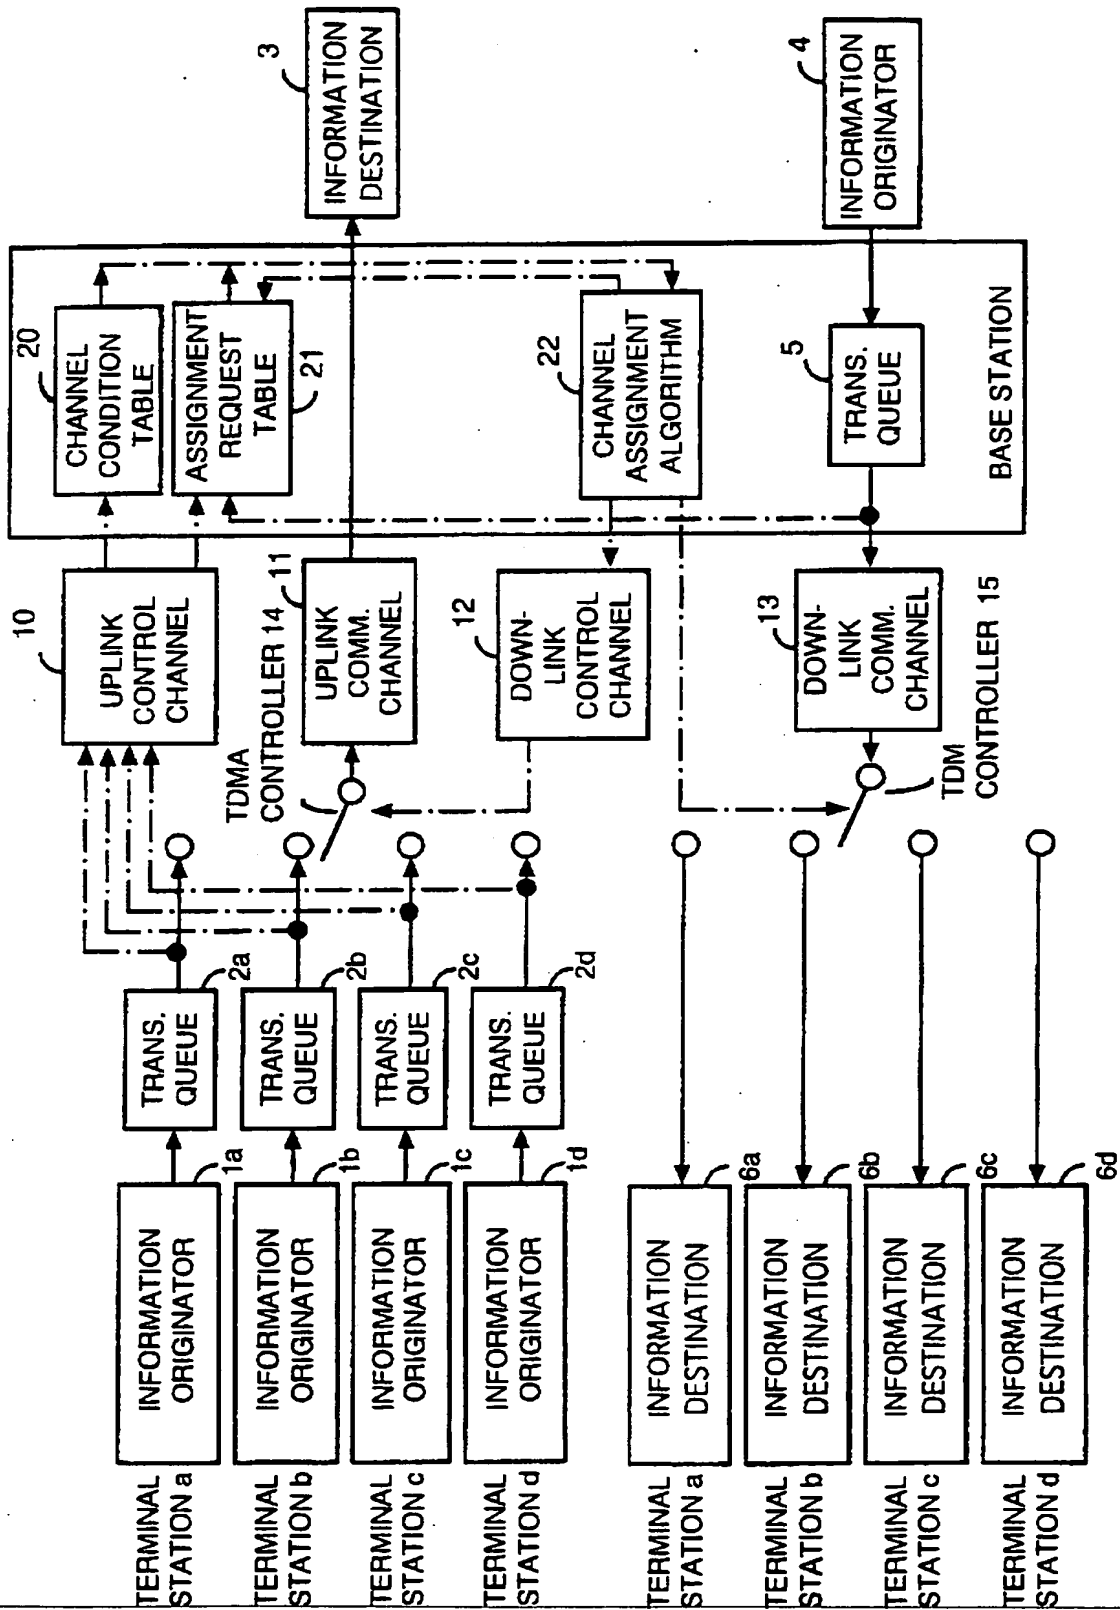 TERMINAL
STATION a
INFORMATION
ORIGINATOR
1a
TRANS.
QUEUE
2a
TERMINAL
STATION b
INFORMATION
ORIGINATOR
1b
TRANS.
QUEUE
2b
TERMINAL
STATION c
INFORMATION
ORIGINATOR
1c
TRANS.
QUEUE
2c
TERMINAL
STATION d
INFORMATION
ORIGINATOR
1d
TRANS.
QUEUE
2d
10
UPLINK
CONTROL
CHANNEL
TDMA
CONTROLLER 14
11
UPLINK
COMM.
CHANNEL
12
DOWN-
LINK
CONTROL
CHANNEL
13
DOWN-
LINK
COMM.
CHANNEL
TDM
CONTROLLER 15
20
CHANNEL
CONDITION
TABLE
ASSIGNMENT
REQUEST
TABLE
21
22
CHANNEL
ASSIGNMENT
ALGORITHM
5
TRANS.
QUEUE
BASE STATION
3
INFORMATION
DESTINATION
4
INFORMATION
ORIGINATOR
TERMINAL
STATION a
INFORMATION
DESTINATION
6a
TERMINAL
STATION b
INFORMATION
DESTINATION
6b
TERMINAL
STATION c
INFORMATION
DESTINATION
6c
TERMINAL
STATION d
INFORMATION
DESTINATION
6d